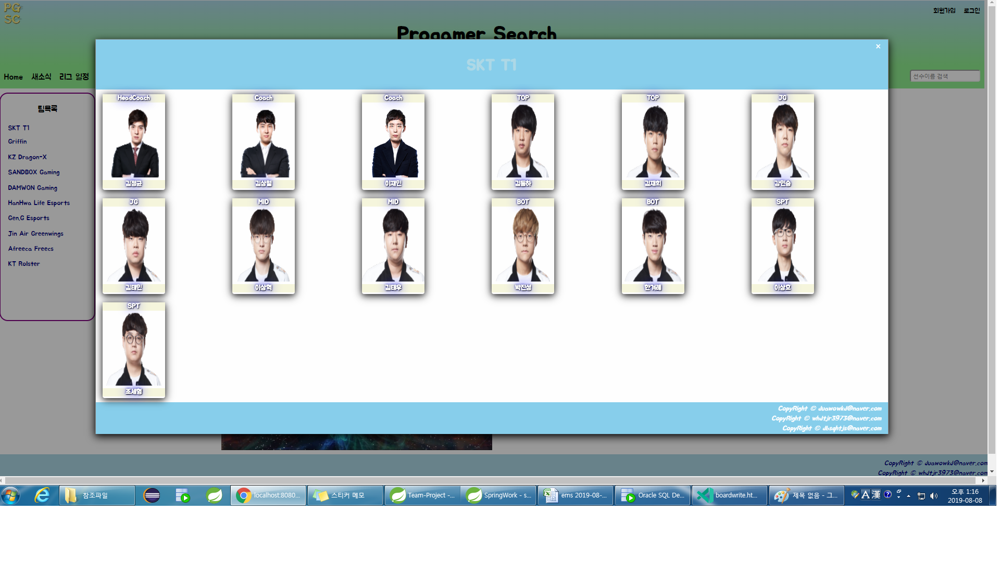 PG
SC
회원가입 로그인
Progamer Search
Home 새소식 리그 일정
선수이름 검색
×
SKT T1
팀목록
SKT T1
Griffin
KZ Dragon-X
SANDBOX Gaming
DAMWON Gaming
HanHwa Life Esports
Gen.G Esports
Jin Air Greenwings
Afreeca Freecs
KT Rolster
HeadCoach Coach Coach TOP TOP JG
김정균 김상철 이재민 김동하 김재희 강민승
JG MID MID BOT BOT SPT
김태민 이상혁 김태우 박진성 한겨레 이상호
SPT
조세형
CopyRight © duawowkd@naver.com
CopyRight © whdtjr3973@naver.com
CopyRight © dbsqhtjs@naver.com
CopyRight © duawowkd@naver.com
CopyRight © whdtjr3973@naver.com
참조파일 localhost:8080... 스티커 메모 Team-Project -... SpringWork - s... ems 2019-08-... Oracle SQL De... boardwrite.ht... 제목 없음 - 그... A 漢 오후 1:16
2019-08-08